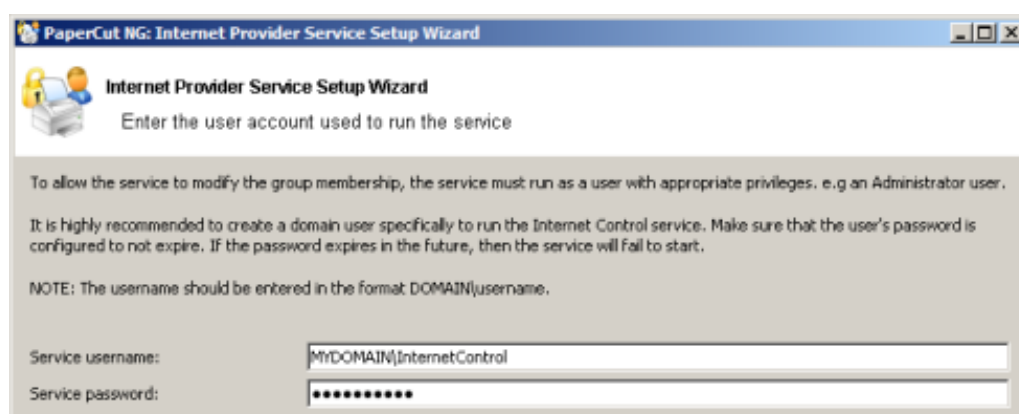 PaperCut NG: Internet Provider Service Setup Wizard
Internet Provider Service Setup Wizard
Enter the user account used to run the service
To allow the service to modify the group membership, the service must run as a user with appropriate privileges. e.g an Administrator user.
It is highly recommended to create a domain user specifically to run the Internet Control service. Make sure that the user's password is
configured to not expire. If the password expires in the future, then the service will fail to start.
NOTE: The username should be entered in the format DOMAIN\username.
Service username: MYDOMAIN\InternetControl
Service password: ●●●●●●●●●●